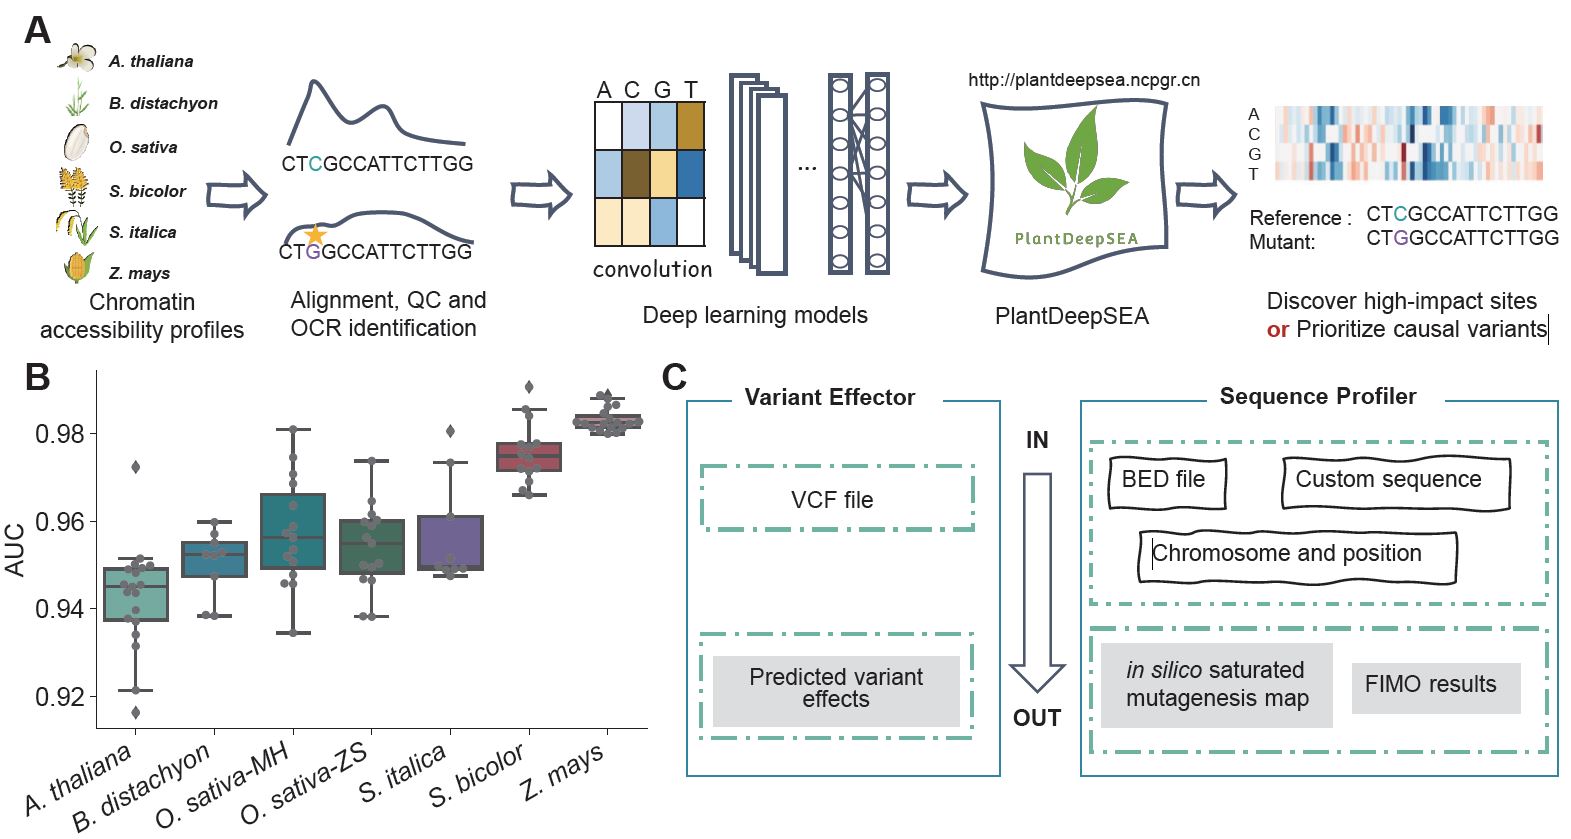 A
A. thaliana
B. distachyon
O. sativa
S. bicolor
S. italica
Z. mays
Chromatin
accessibility profiles
CTCGCCATTCTTGG
CTGGCCATTCTTGG
Alignment, QC and
OCR identification
A C G T
convolution
...
Deep learning models
http://plantdeepsea.ncpgr.cn
PlantDeepSEA
PlantDeepSEA
A
C
G
T
Reference : CTCGCCATTCTTGG
Mutant: CTGGCCATTCTTGG
Discover high-impact sites
or Prioritize causal variants
B
AUC
0.98
0.96
0.94
0.92
A. thaliana
B. distachyon
O. sativa-MH
O. sativa-ZS
S. italica
S. bicolor
Z. mays
C
Variant Effector
VCF file
Predicted variant
effects
IN
OUT
Sequence Profiler
BED file
Custom sequence
Chromosome and position
in silico saturated
mutagenesis map
FIMO results